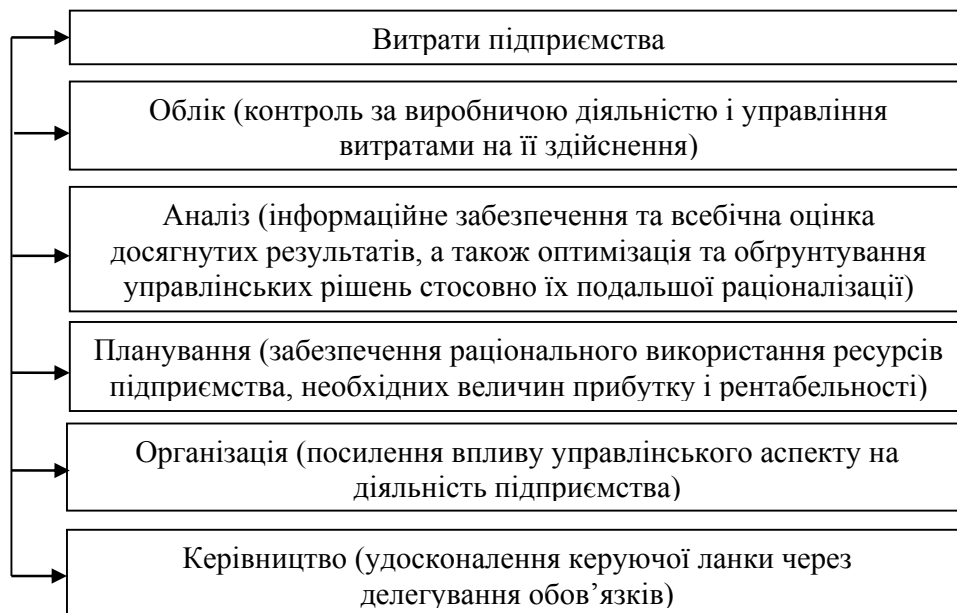 Витрати підприємства
Облік (контроль за виробничою діяльністю і управління
витратами на її здійснення)
Аналіз (інформаційне забезпечення та всебічна оцінка
досягнутих результатів, а також оптимізація та обґрунтування
управлінських рішень стосовно їх подальшої раціоналізації)
Планування (забезпечення раціонального використання ресурсів
підприємства, необхідних величин прибутку і рентабельності)
Організація (посилення впливу управлінського аспекту на
діяльність підприємства)
Керівництво (удосконалення керуючої ланки через
делегування обов’язків)